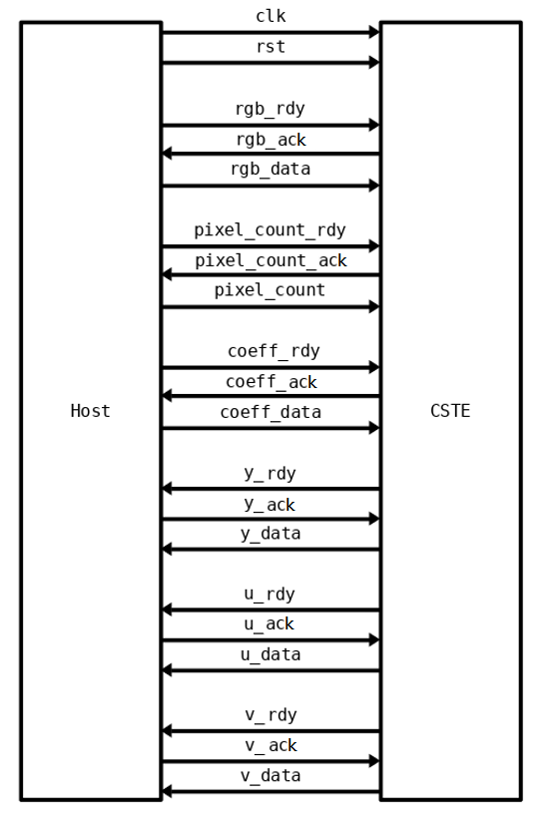 clk
rst
rgb_rdy
rgb_ack
rgb_data
pixel_count_rdy
pixel_count_ack
pixel_count
coeff_rdy
coeff_ack
Host
CSTE
coeff_data
y_rdy
y_ack
y_data
u_rdy
u_ack
u_data
v_rdy
v_ack
v_data